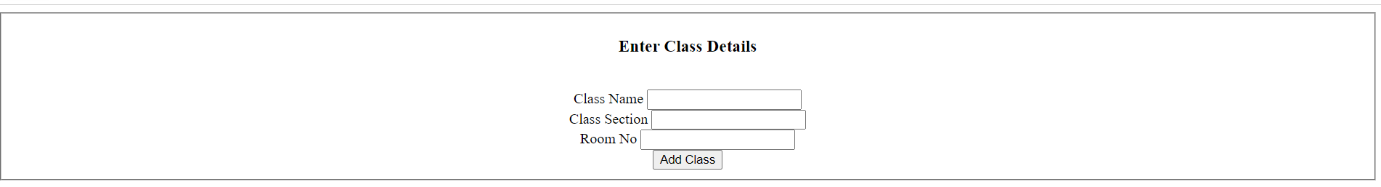 Enter Class Details
Class Name
Class Section
Room No
Add Class